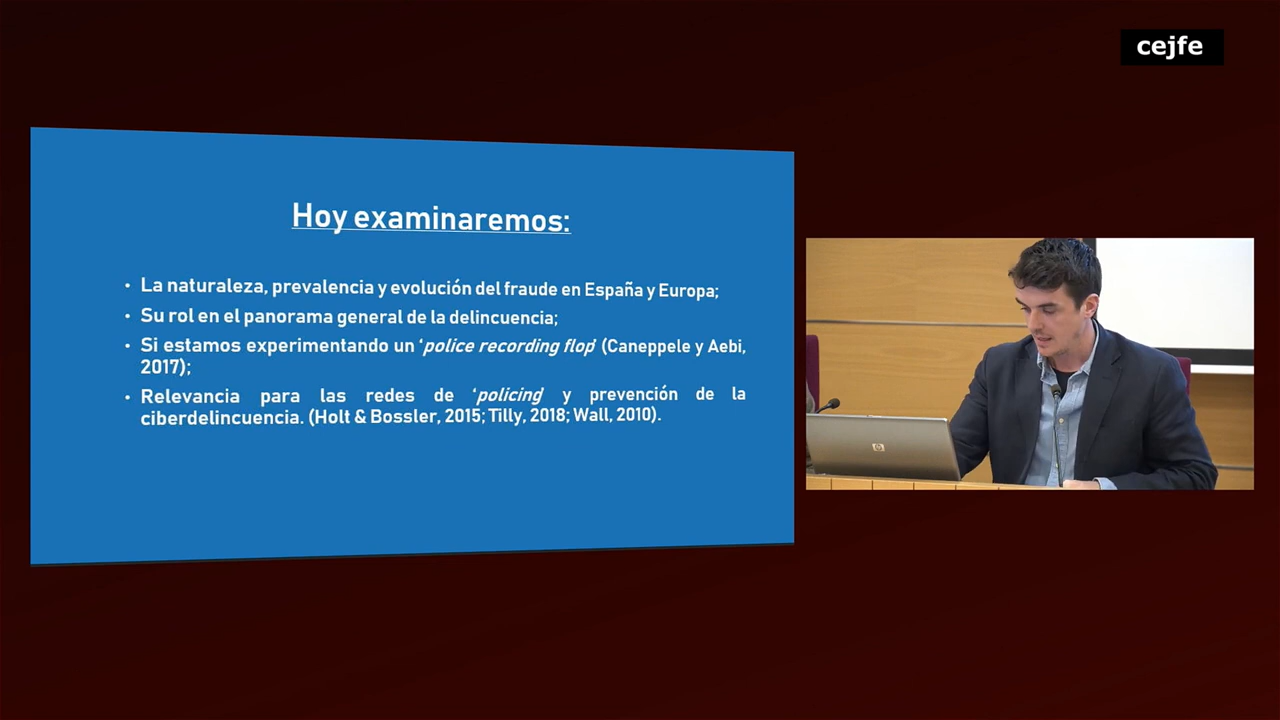 cejfe
Hoy examinaremos:
• La naturaleza, prevalencia y evolución del fraude en España y Europa;
• Su rol en el panorama general de la delincuencia;
• Si estamos experimentando un 'police recording flop' (Caneppele y Aebi,
2017);
• Relevancia para las redes de 'policing' y prevención de la
ciberdelincuencia. (Holt & Bossler, 2015; Tilly, 2018; Wall, 2010).
hp